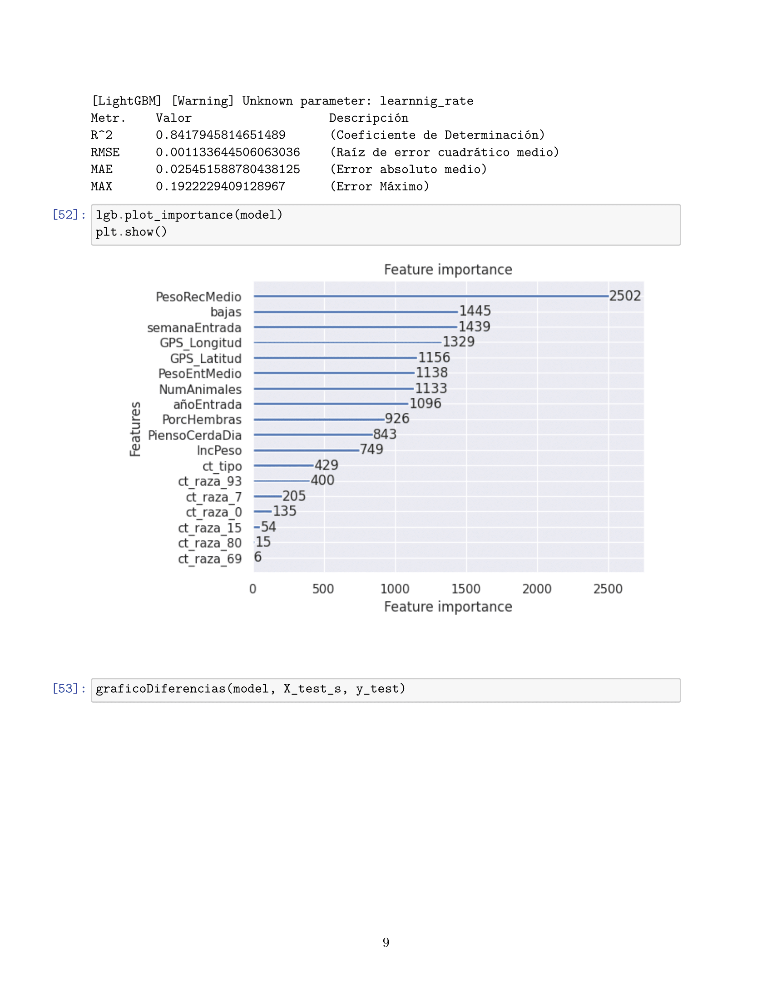 [LightGBM] [Warning] Unknown parameter: learnnig_rate
Metr. Valor Descripción
R^2 0.8417945814651489 (Coeficiente de Determinación)
RMSE 0.001133644506063036 (Raíz de error cuadrático medio)
MAE 0.025451588780438125 (Error absoluto medio)
MAX 0.1922229409128967 (Error Máximo)
[52]: lgb.plot_importance(model)
plt.show()
Feature importance
PesoRecMedio 2502
bajas 1445
semanaEntrada 1439
GPS_Longitud 1329
GPS_Latitud 1156
PesoEntMedio 1138
NumAnimales 1133
añoEntrada 1096
PorcHembras 926
PiensoCerdaDia 843
IncPeso 749
ct_tipo 429
ct_raza_93 400
ct_raza_7 205
ct_raza_0 135
ct_raza_15 54
ct_raza_80 15
ct_raza_69 6
Features
0 500 1000 1500 2000 2500
Feature importance
[53]: graficoDiferencias(model, X_test_s, y_test)
9